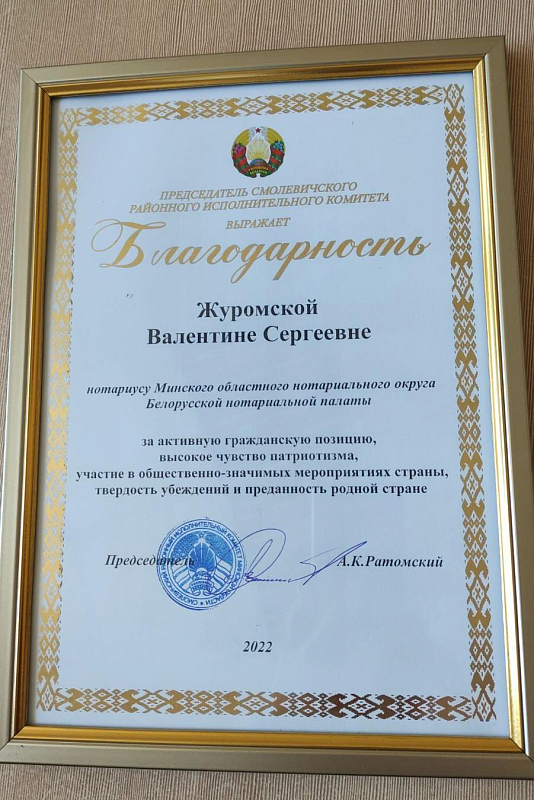 ПРЕДСЕДАТЕЛЬ СМОЛЕВИЧСКОГО
РАЙОННОГО ИСПОЛНИТЕЛЬНОГО КОМИТЕТА
ВЫРАЖАЕТ
Благодарность
Журомской
Валентине Сергеевне
нотариусу Минского областного нотариального округа
Белорусской нотариальной палаты
за активную гражданскую позицию,
высокое чувство патриотизма,
участие в общественно-значимых мероприятиях страны,
твердость убеждений и преданность родной стране
Председатель А.К.Ратомский
2022